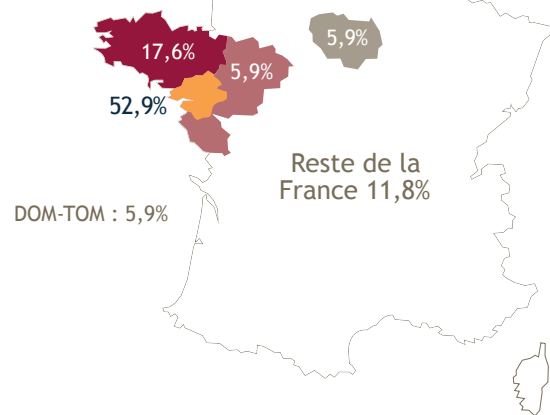 5,9%
17,6%
5,9%
52,9%
Reste de la
France 11,8%
DOM-TOM : 5,9%